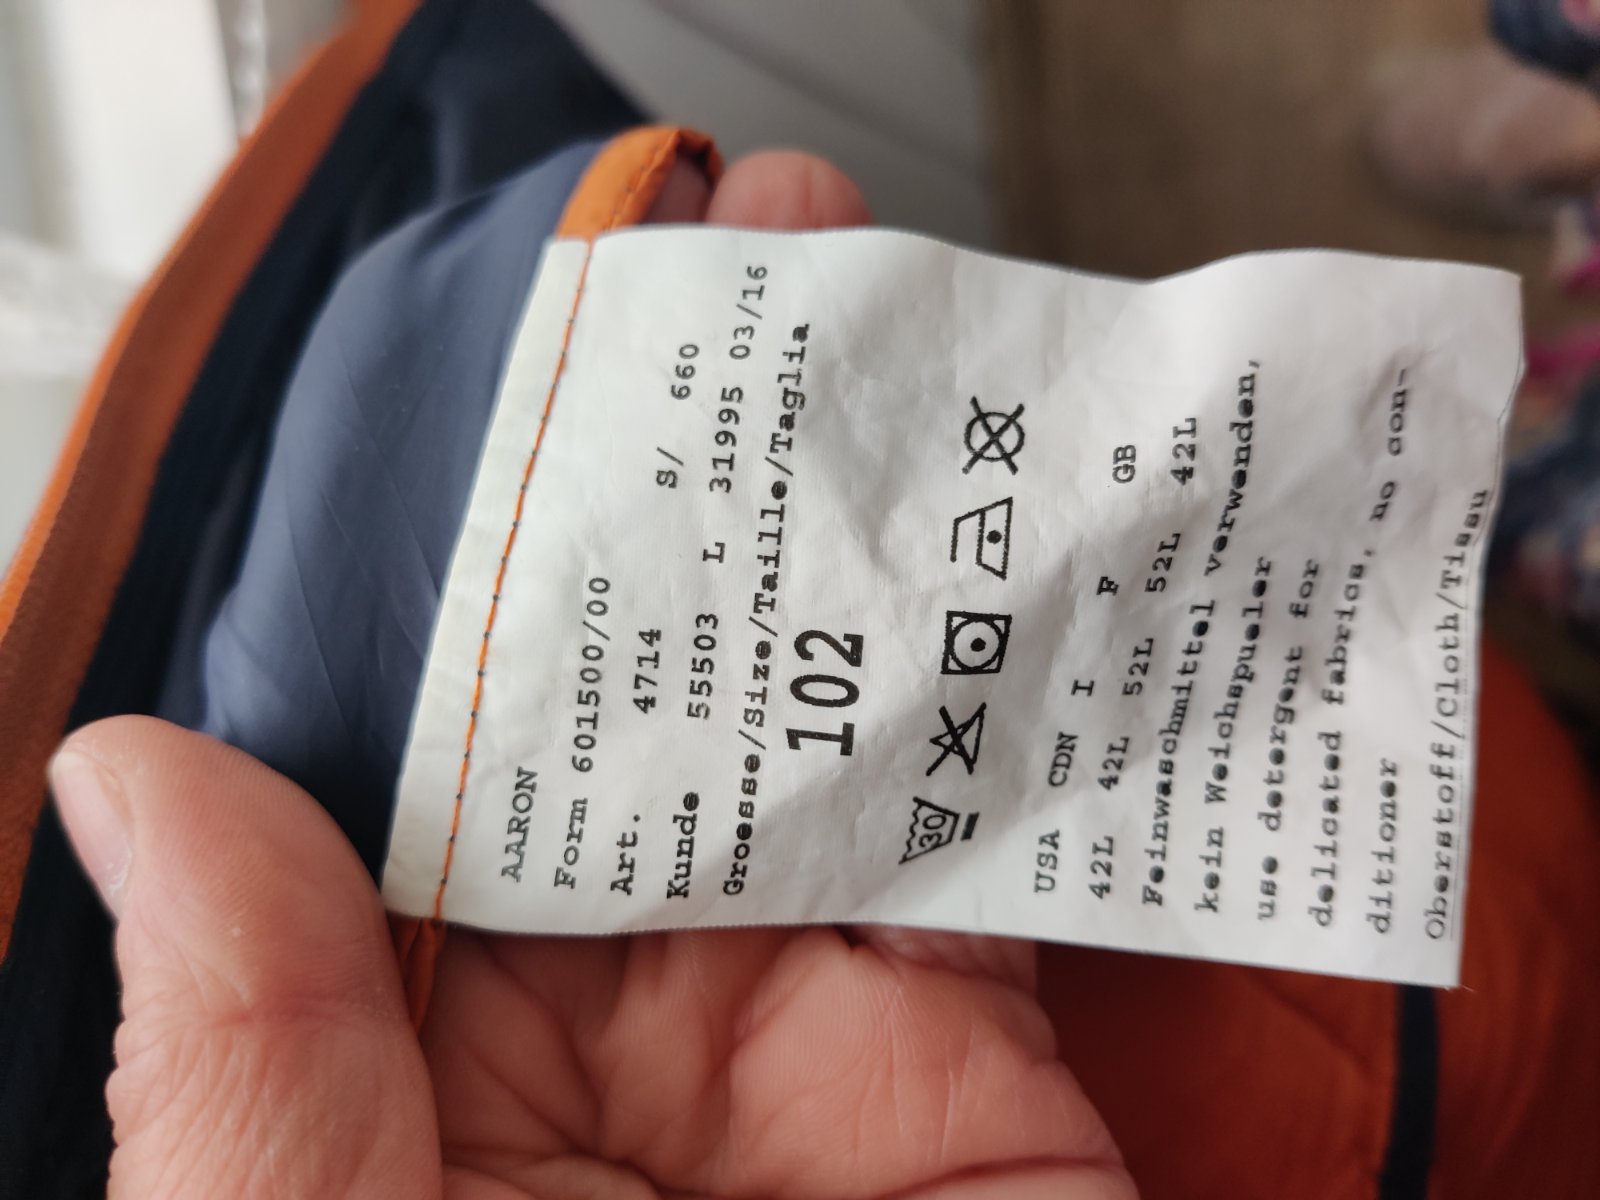 AARON
Form 601500/00
Art. 4714 S/ 660
Kunde 55503 L 31995 03/16
Groesse/Size/Taille/Taglia
102
30
USA CDN I F GB
42L 42L 52L 52L 42L
Feinwaschmittel verwenden,
kein Weichspueler
use detergent for
delicated fabrics, no con-
ditioner
Oberstoff/Cloth/Tissu